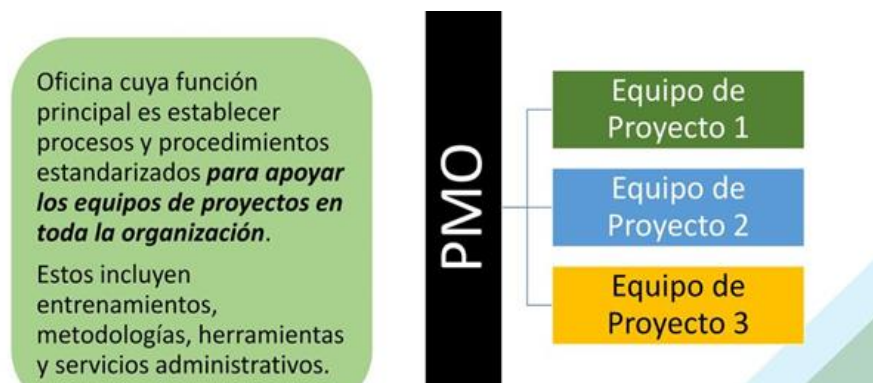 Oficina cuya función
principal es establecer
procesos y procedimientos
estandarizados para apoyar
los equipos de proyectos en
toda la organización.
Estos incluyen
entrenamientos,
metodologías, herramientas
y servicios administrativos.
PMO
Equipo de
Proyecto 1
Equipo de
Proyecto 2
Equipo de
Proyecto 3